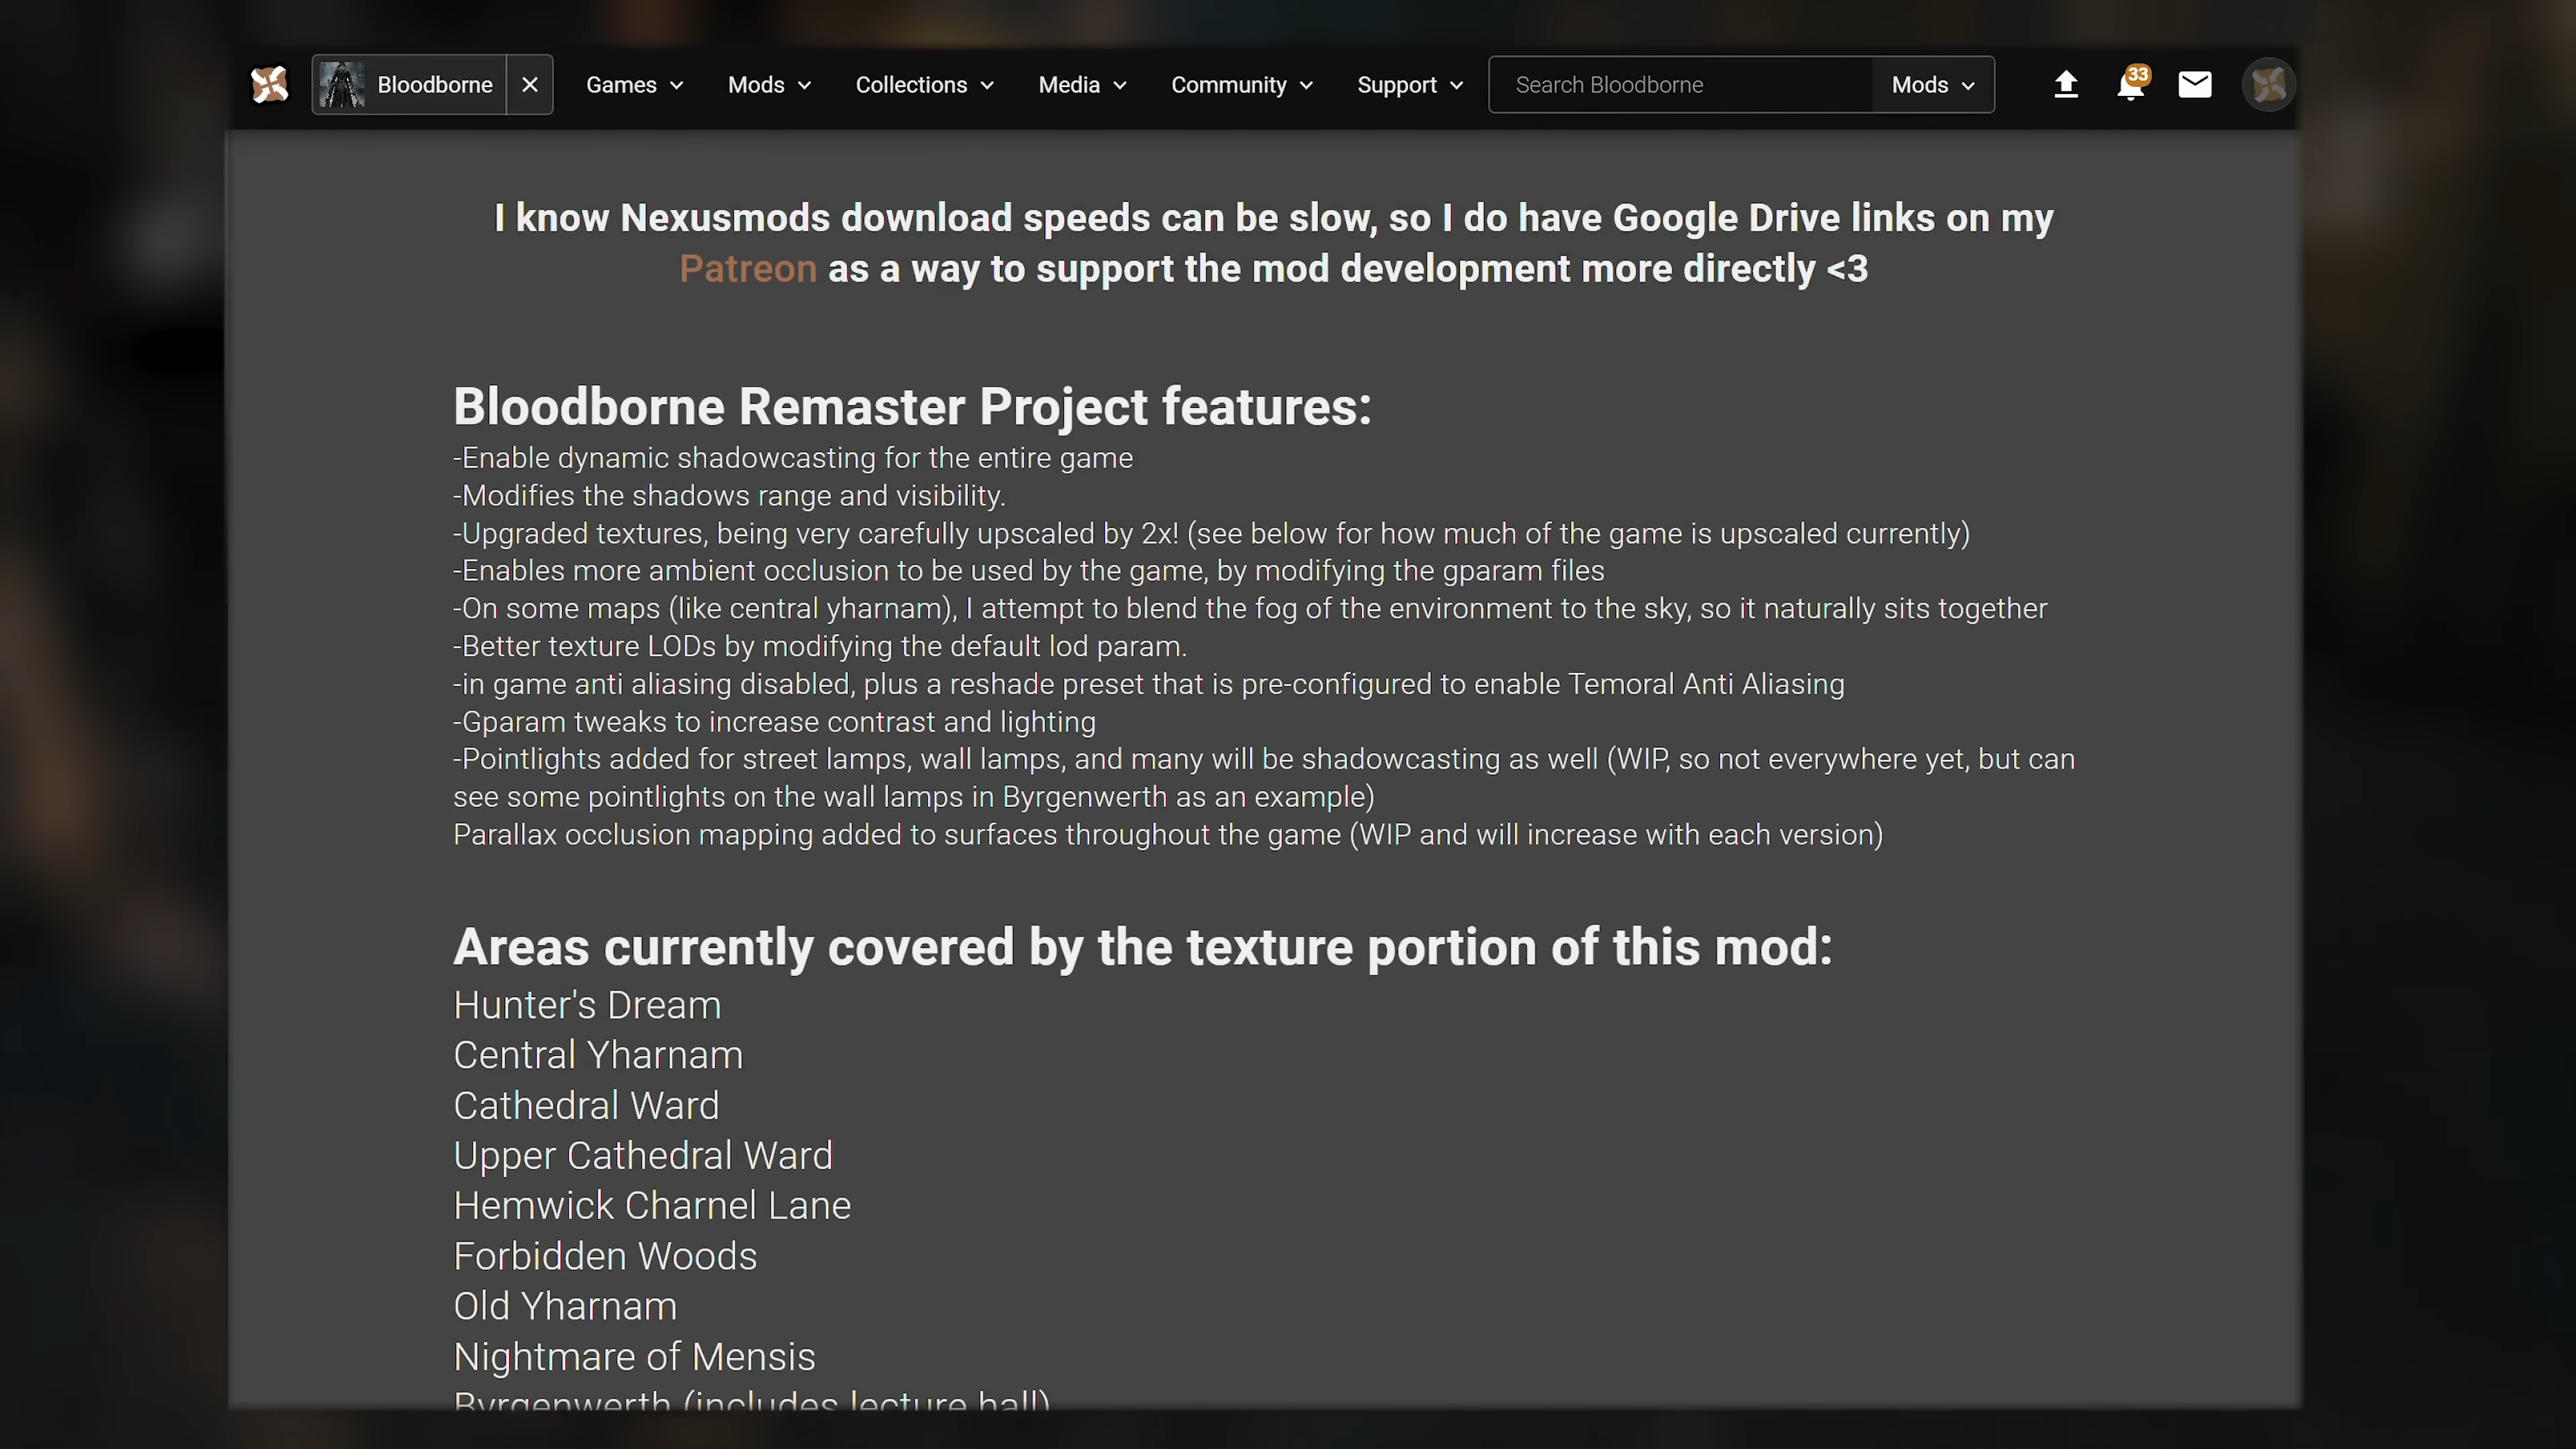 Bloodborne
Games
Mods
Collections
Media
Community
Support
Search Bloodborne
Mods
33
I know Nexusmods download speeds can be slow, so I do have Google Drive links on my
Patreon as a way to support the mod development more directly <3
Bloodborne Remaster Project features:
-Enable dynamic shadowcasting for the entire game
-Modifies the shadows range and visibility.
-Upgraded textures, being very carefully upscaled by 2x! (see below for how much of the game is upscaled currently)
-Enables more ambient occlusion to be used by the game, by modifying the gparam files
-On some maps (like central yharnam), I attempt to blend the fog of the environment to the sky, so it naturally sits together
-Better texture LODs by modifying the default lod param.
-in game anti aliasing disabled, plus a reshade preset that is pre-configured to enable Temoral Anti Aliasing
-Gparam tweaks to increase contrast and lighting
-Pointlights added for street lamps, wall lamps, and many will be shadowcasting as well (WIP, so not everywhere yet, but can
see some pointlights on the wall lamps in Byrgenwerth as an example)
Parallax occlusion mapping added to surfaces throughout the game (WIP and will increase with each version)
Areas currently covered by the texture portion of this mod:
Hunter's Dream
Central Yharnam
Cathedral Ward
Upper Cathedral Ward
Hemwick Charnel Lane
Forbidden Woods
Old Yharnam
Nightmare of Mensis
Byrgenwerth (includes lecture hall)